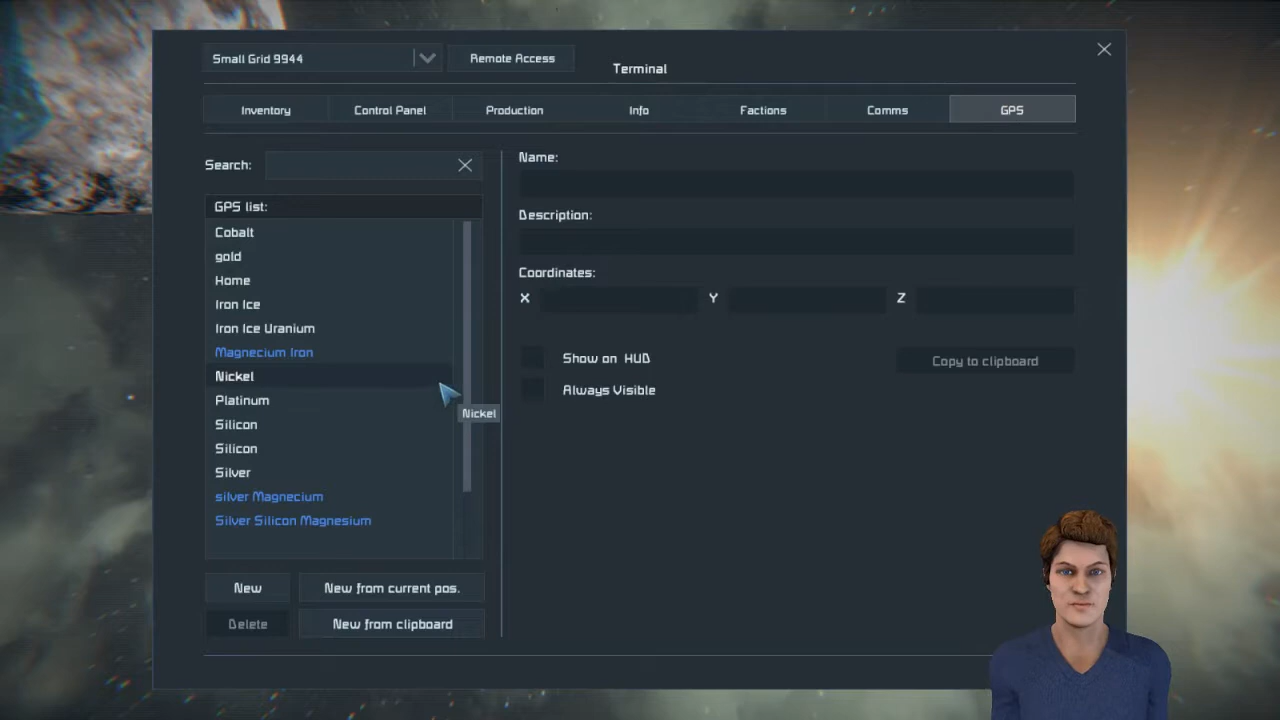 Small Grid 9944
Remote Access
Terminal
Inventory
Control Panel
Production
Info
Factions
Comms
GPS
Search:
GPS list:
Cobalt
gold
Home
Iron Ice
Iron Ice Uranium
Magnecium Iron
Nickel
Platinum
Silicon
Silicon
Silver
silver Magnecium
Silver Silicon Magnesium
Nickel
New
New from current pos.
Delete
New from clipboard
Name:
Description:
Coordinates:
X
Y
Z
Show on HUD
Copy to clipboard
Always Visible